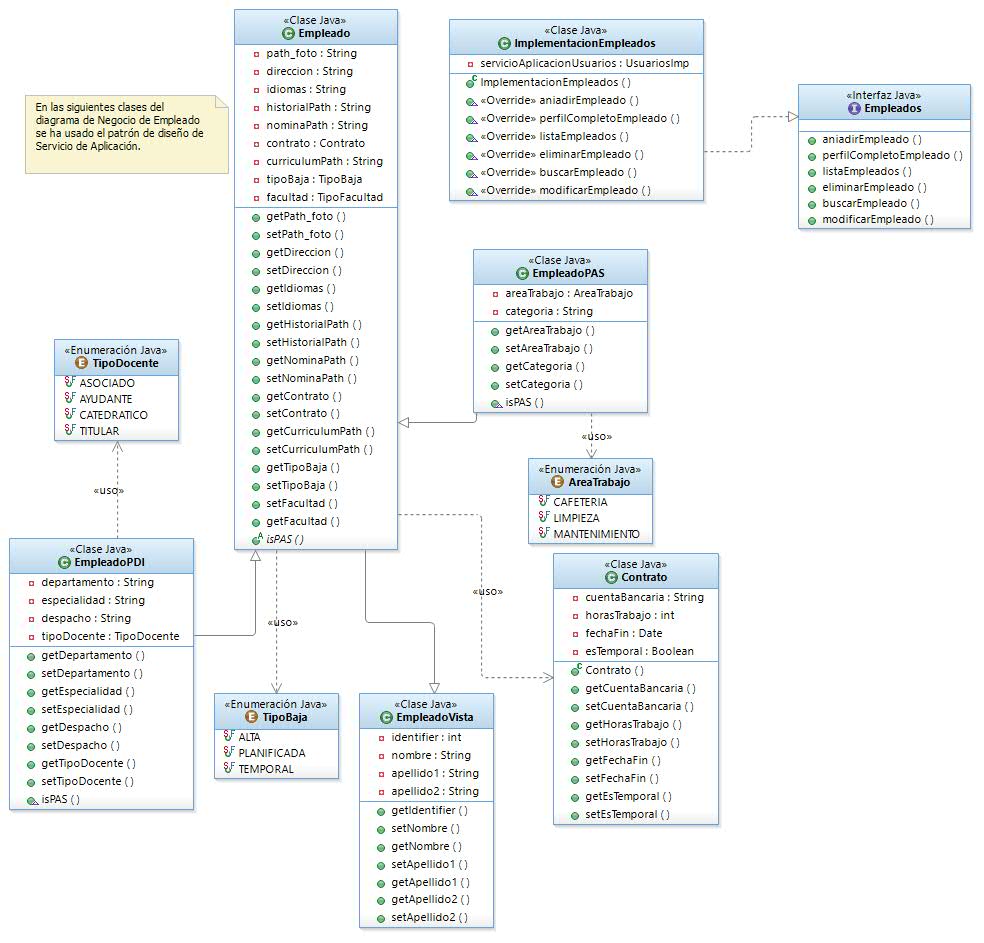 En las siguientes clases del
diagrama de Negocio de Empleado
se ha usado el patrón de diseño de
Servicio de Aplicación.
«Clase Java»
Empleado
path_foto : String
direccion : String
idiomas : String
historialPath : String
nominaPath : String
contrato : Contrato
curriculumPath : String
tipoBaja : TipoBaja
facultad : TipoFacultad
getPath_foto ( )
setPath_foto ( )
getDireccion ( )
setDireccion ( )
getIdiomas ( )
setIdiomas ( )
getHistorialPath ( )
setHistorialPath ( )
getNominaPath ( )
setNominaPath ( )
getContrato ( )
setContrato ( )
getCurriculumPath ( )
setCurriculumPath ( )
getTipoBaja ( )
setTipoBaja ( )
setFacultad ( )
getFacultad ( )
isPAS ( )
«Clase Java»
ImplementacionEmpleados
servicioAplicacionUsuarios : UsuariosImp
ImplementacionEmpleados ( )
«Override» aniadirEmpleado ( )
«Override» perfilCompletoEmpleado ( )
«Override» listaEmpleados ( )
«Override» eliminarEmpleado ( )
«Override» buscarEmpleado ( )
«Override» modificarEmpleado ( )
«Interfaz Java»
Empleados
aniadirEmpleado ( )
perfilCompletoEmpleado ( )
listaEmpleados ( )
eliminarEmpleado ( )
buscarEmpleado ( )
modificarEmpleado ( )
«Clase Java»
EmpleadoPAS
areaTrabajo : AreaTrabajo
categoria : String
getAreaTrabajo ( )
setAreaTrabajo ( )
getCategoria ( )
setCategoria ( )
isPAS ( )
«uso»
«Enumeración Java»
AreaTrabajo
CAFETERIA
LIMPIEZA
MANTENIMIENTO
«Enumeración Java»
TipoDocente
ASOCIADO
AYUDANTE
CATEDRATICO
TITULAR
«uso»
«Clase Java»
EmpleadoPDI
departamento : String
especialidad : String
despacho : String
tipoDocente : TipoDocente
getDepartamento ( )
setDepartamento ( )
getEspecialidad ( )
setEspecialidad ( )
getDespacho ( )
setDespacho ( )
getTipoDocente ( )
setTipoDocente ( )
isPAS ( )
«uso»
«Enumeración Java»
TipoBaja
ALTA
PLANIFICADA
TEMPORAL
«Clase Java»
EmpleadoVista
identifier : int
nombre : String
apellido1 : String
apellido2 : String
getIdentifier ( )
setNombre ( )
getNombre ( )
setApellido1 ( )
getApellido1 ( )
getApellido2 ( )
setApellido2 ( )
«uso»
«Clase Java»
Contrato
cuentaBancaria : String
horasTrabajo : int
fechaFin : Date
esTemporal : Boolean
Contrato ( )
getCuentaBancaria ( )
setCuentaBancaria ( )
getHorasTrabajo ( )
setHorasTrabajo ( )
getFechaFin ( )
setFechaFin ( )
getEsTemporal ( )
setEsTemporal ( )